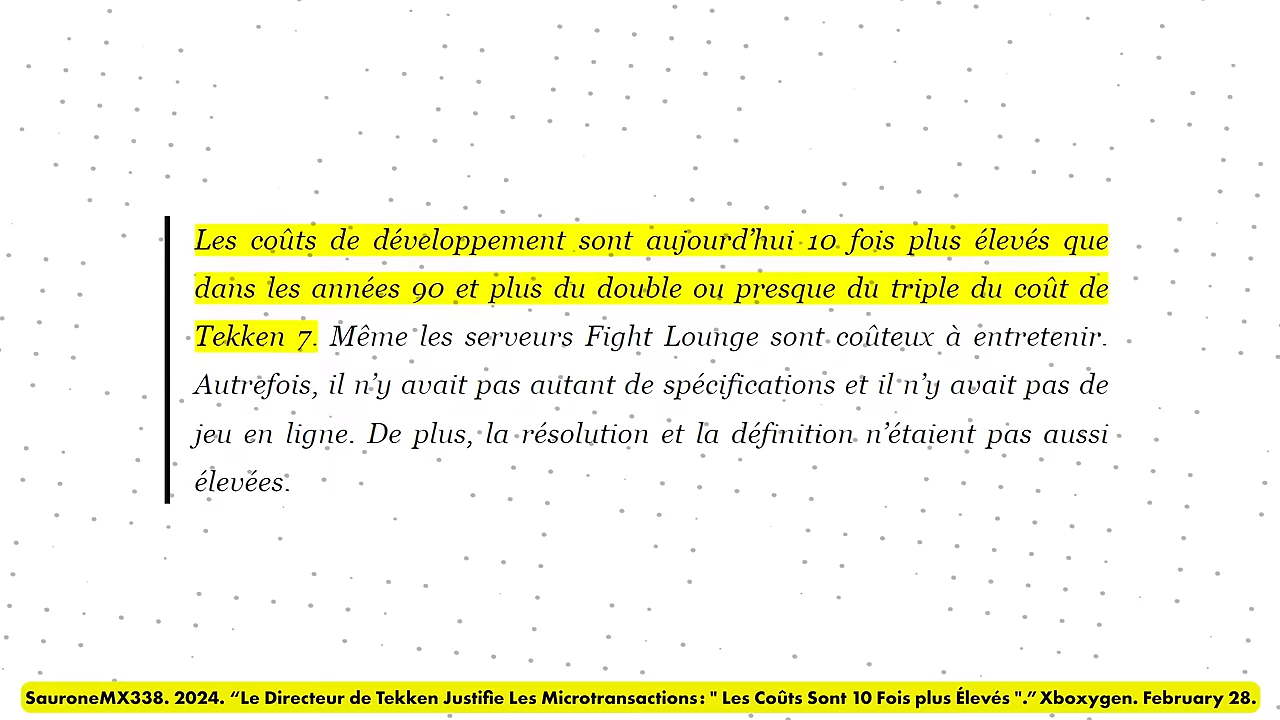 Les coûts de développement sont aujourd’hui 10 fois plus élevés que
dans les années 90 et plus du double ou presque du triple du coût de
Tekken 7. Même les serveurs Fight Lounge sont coûteux à entretenir.
Autrefois, il n’y avait pas autant de spécifications et il n’y avait pas de
jeu en ligne. De plus, la résolution et la définition n’étaient pas aussi
élevées.
SauroneMX338. 2024. “Le Directeur de Tekken Justifie Les Microtransactions : " Les Coûts Sont 10 Fois plus Élevés ".” Xboxygen. February 28.